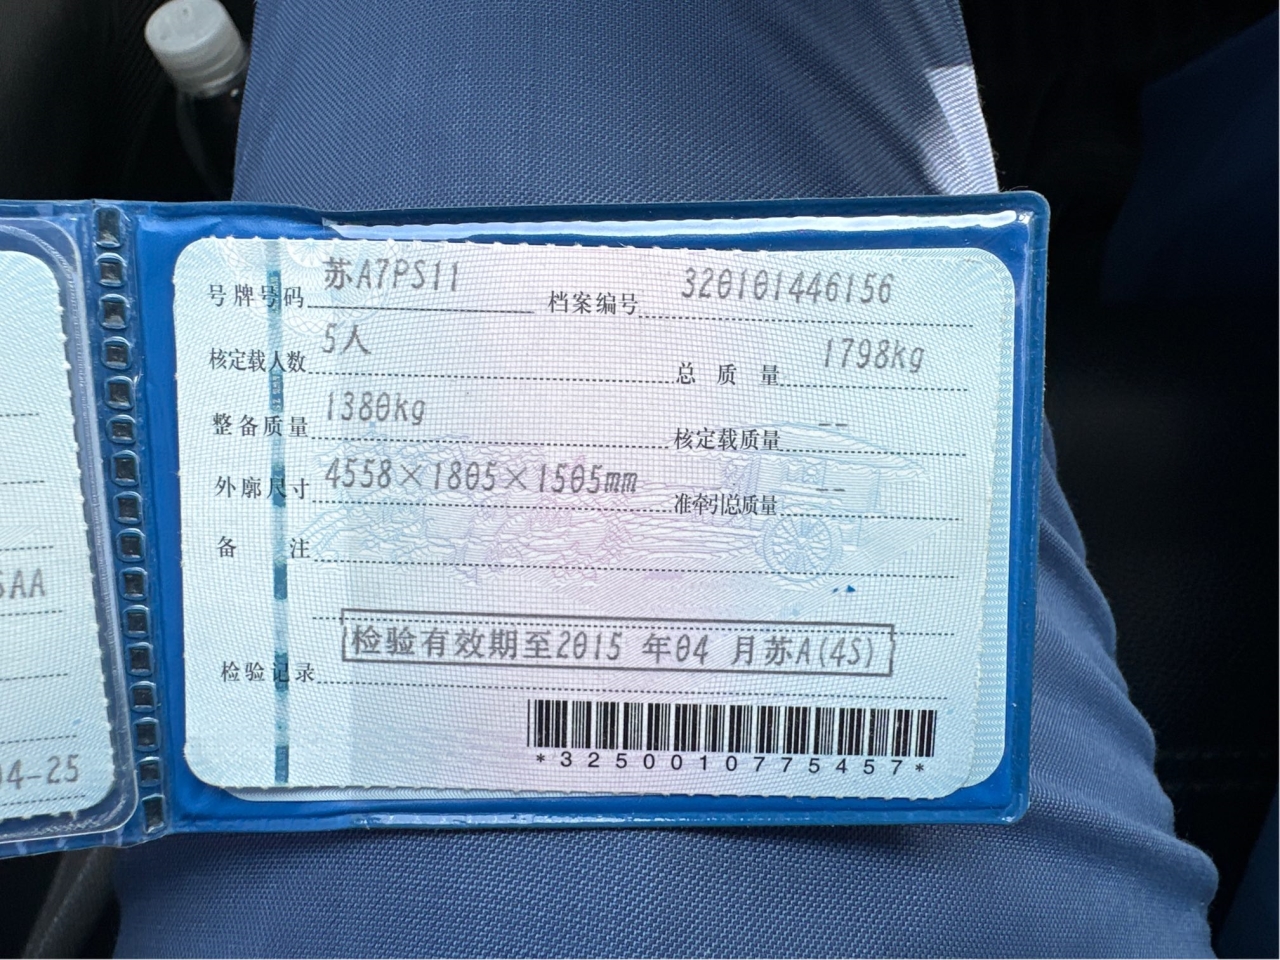 号牌号码 苏A7PS11 档案编号 320101446156
核定载人数 5人 总质量 1798kg
整备质量 1380kg 核定载质量 --
外廓尺寸 4558×1805×1505mm 准牵引总质量 --
备注
检验记录 检验有效期至2015 年04 月苏A(4S)
*3250010775457*
SAA
04-25